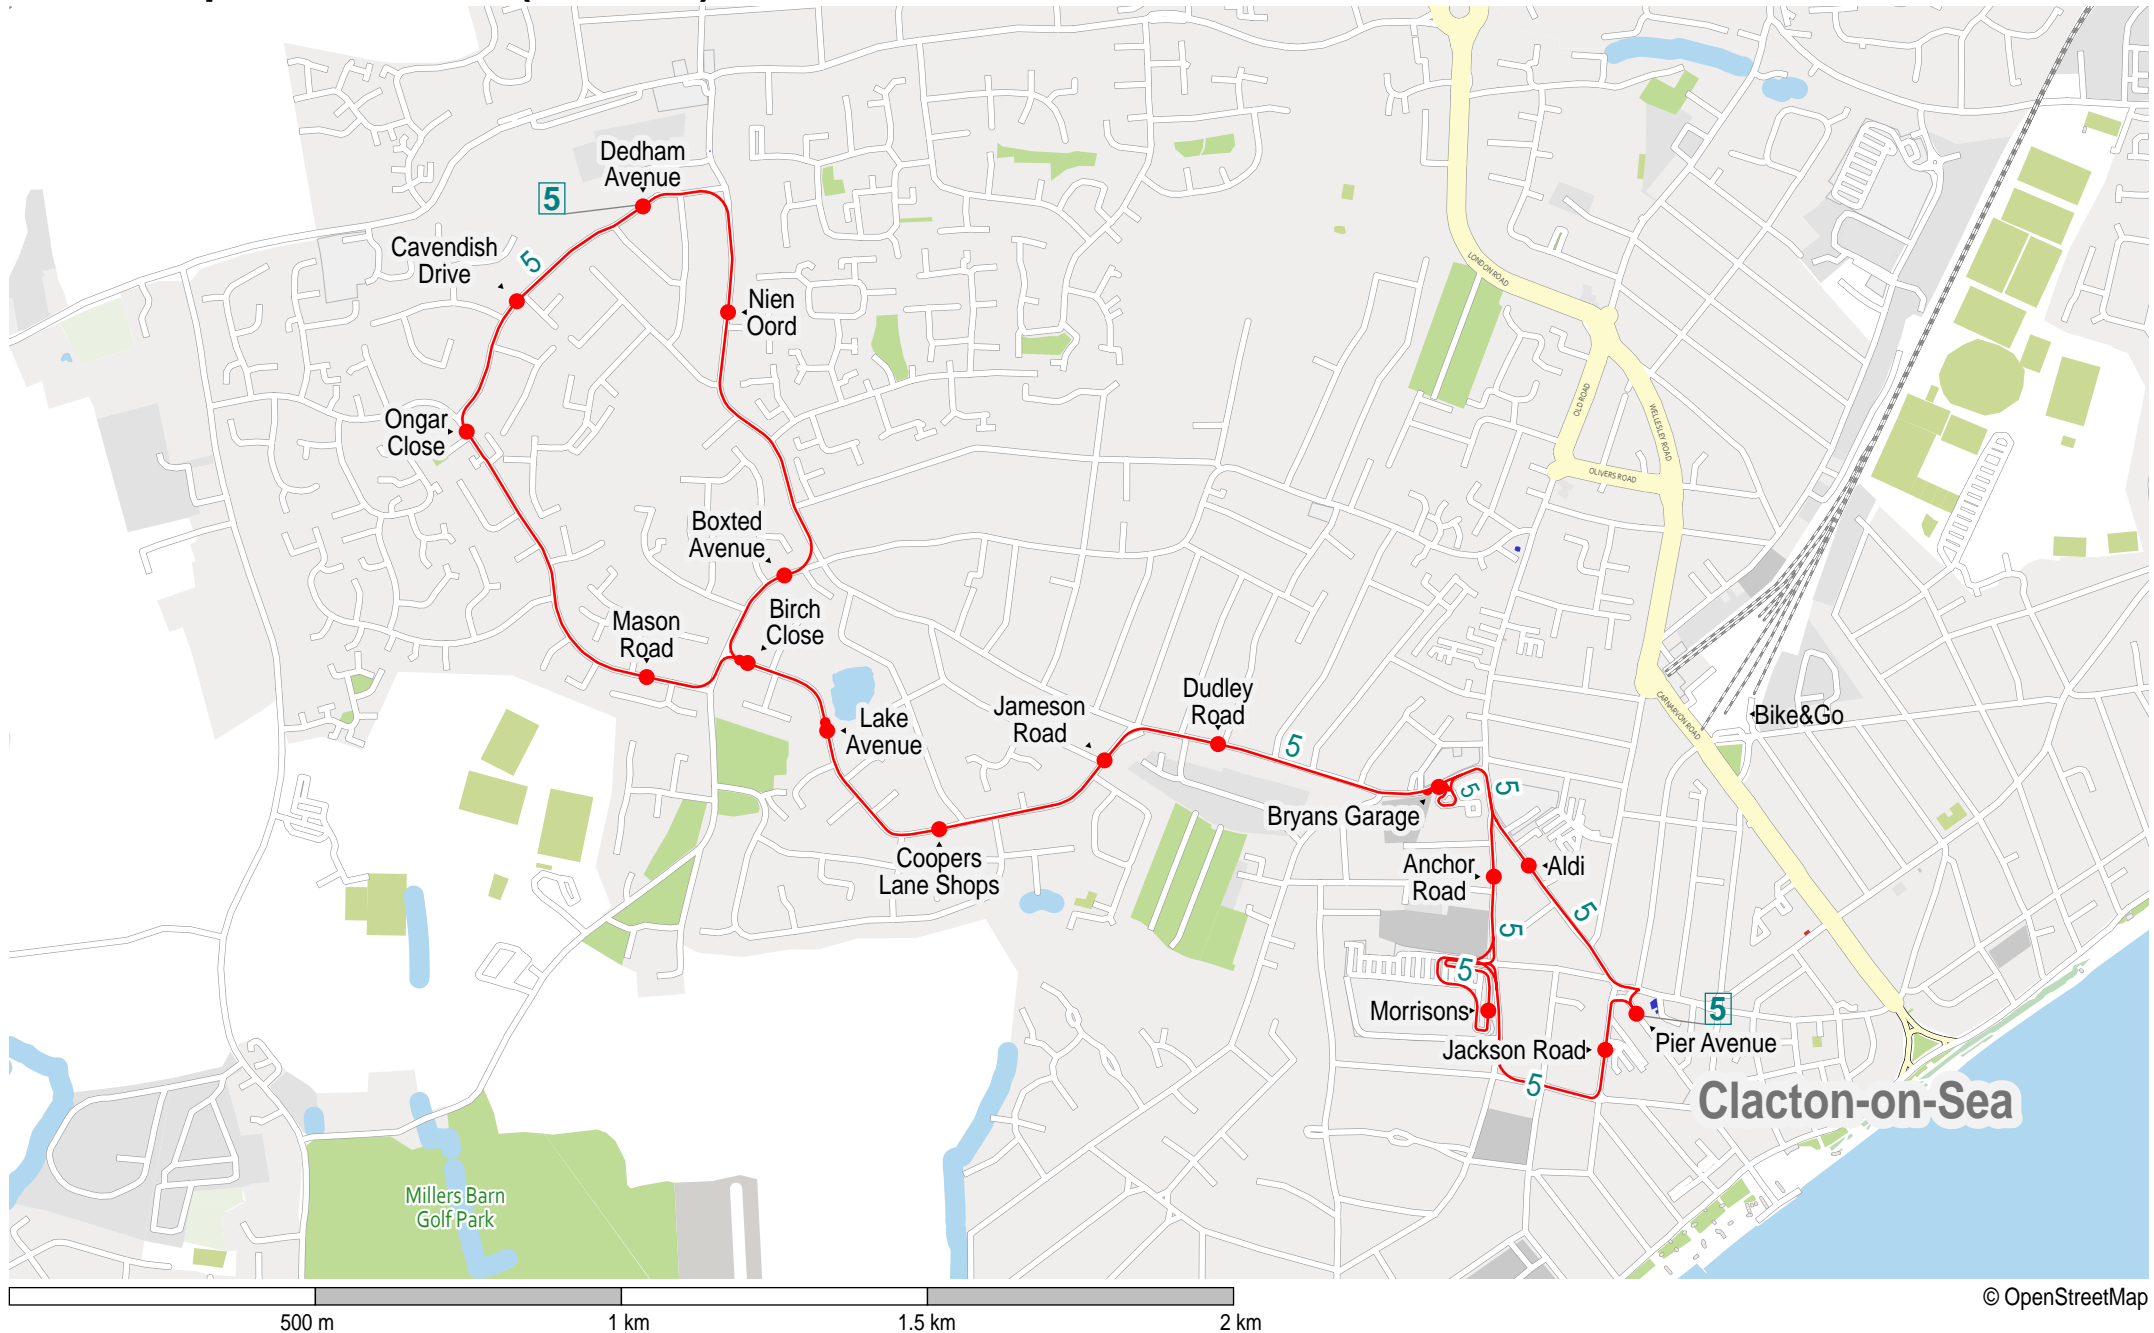 Dedham
Avenue
5
Cavendish
Drive
5
Nien
Oord
LONDON ROAD
OLD ROAD
WELLESLEY ROAD
OLIVERS ROAD
Ongar
Close
Boxted
Avenue
Birch
Close
Mason
Road
Lake
Avenue
Jameson
Road
Dudley
Road
5
CARNARVON ROAD
Bike&Go
5
5
Bryans Garage
Coopers
Lane Shops
Anchor
Road
Aldi
5
5
5
Morrisons
5
Jackson Road
Pier Avenue
5
Clacton-on-Sea
Millers Barn
Golf Park
500 m
1 km
1.5 km
2 km
© OpenStreetMap